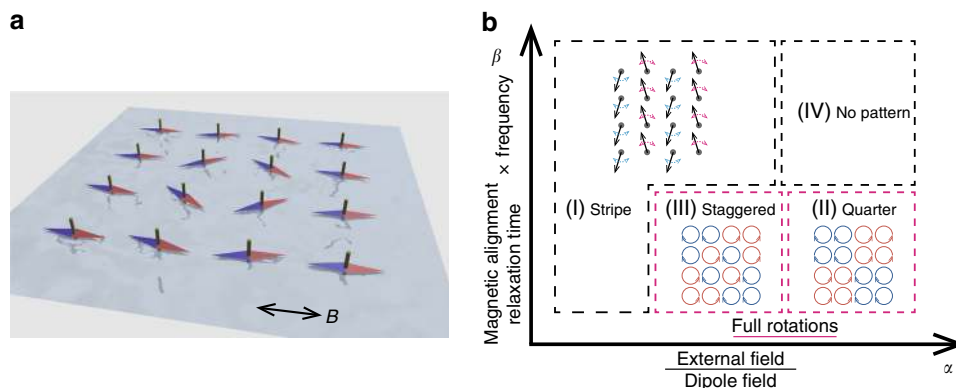 a
B
b
β
Magnetic alignment
relaxation time × frequency
(I) Stripe
(III) Staggered
(II) Quarter
(IV) No pattern
Full rotations
External field
Dipole field
α